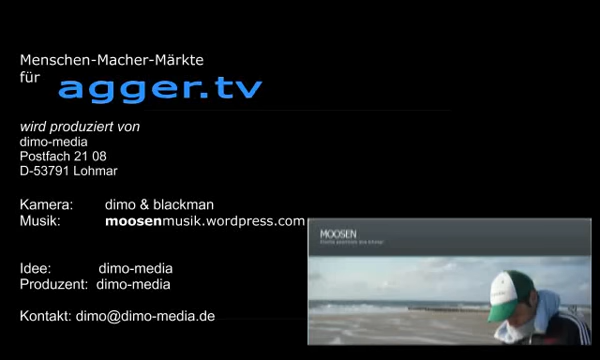 Menschen-Macher-Märkte
für
agger.tv
wird produziert von
dimo-media
Postfach 21 08
D-53791 Lohmar
Kamera: dimo & blackman
Musik: moosenmusik.wordpress.com
MOOSEN
Idee: dimo-media
Produzent: dimo-media
Kontakt: dimo@dimo-media.de